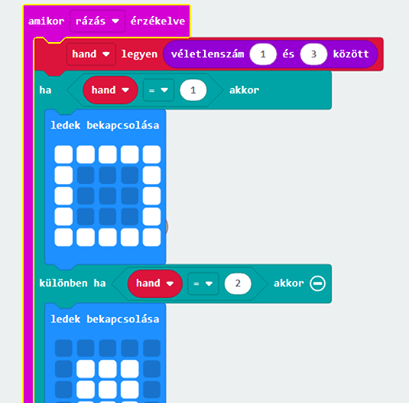 amikor rázás érzékelve
hand legyen véletlenszám 1 és 3 között
ha hand = 1 akkor
ledek bekapcsolása
különben ha hand = 2 akkor
ledek bekapcsolása